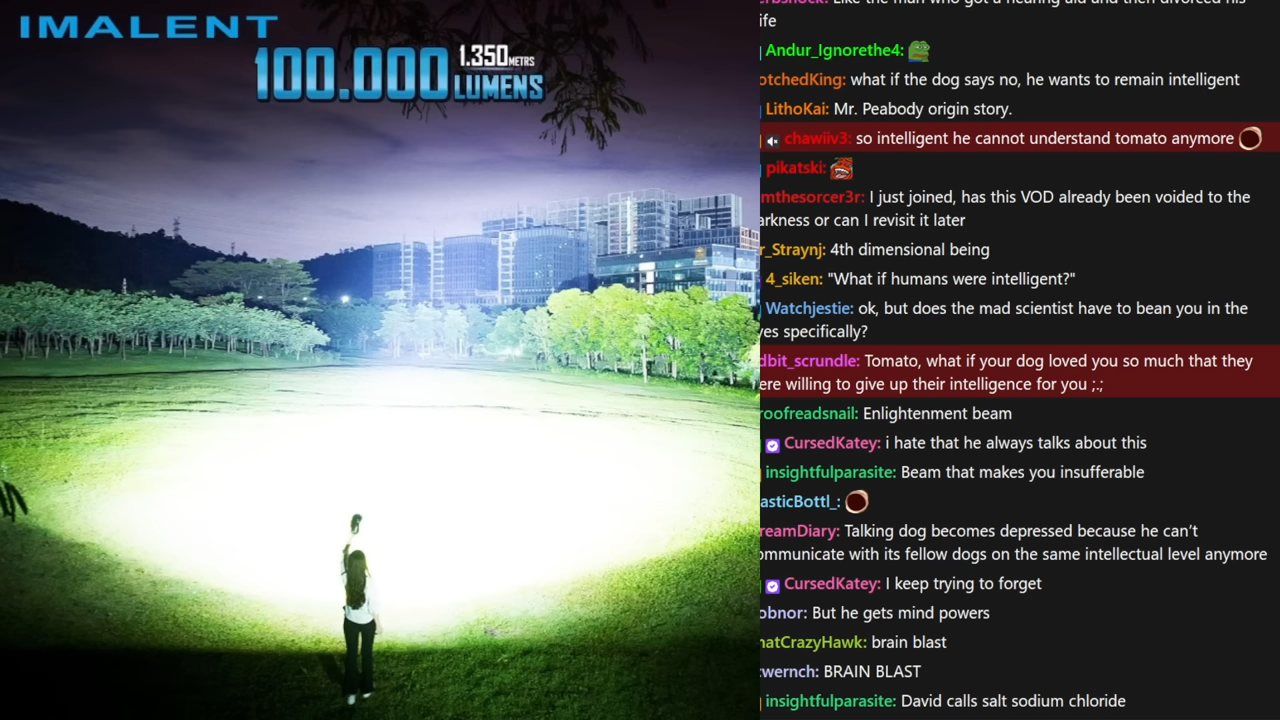 IMALENT
100.000 1.350 METRS
LUMENS
Like the man who got a hearing aid and then divorced his
ife
Andur_Ignorethe4:
otchedKing: what if the dog says no, he wants to remain intelligent
LithoKai: Mr. Peabody origin story.
chawiiv3: so intelligent he cannot understand tomato anymore
pikatski:
mthesorcer3r: I just joined, has this VOD already been voided to the
arkness or can I revisit it later
r_Straynj: 4th dimensional being
4_siken: "What if humans were intelligent?"
Watchjestie: ok, but does the mad scientist have to bean you in the
yes specifically?
dbit_scrundle: Tomato, what if your dog loved you so much that they
ere willing to give up their intelligence for you ;.;
roofreadsnail: Enlightenment beam
CursedKatey: i hate that he always talks about this
insightfulparasite: Beam that makes you insufferable
asticBottl_:
reamDiary: Talking dog becomes depressed because he can’t
ommunicate with its fellow dogs on the same intellectual level anymore
CursedKatey: I keep trying to forget
obnor: But he gets mind powers
hatCrazyHawk: brain blast
wernch: BRAIN BLAST
insightfulparasite: David calls salt sodium chloride